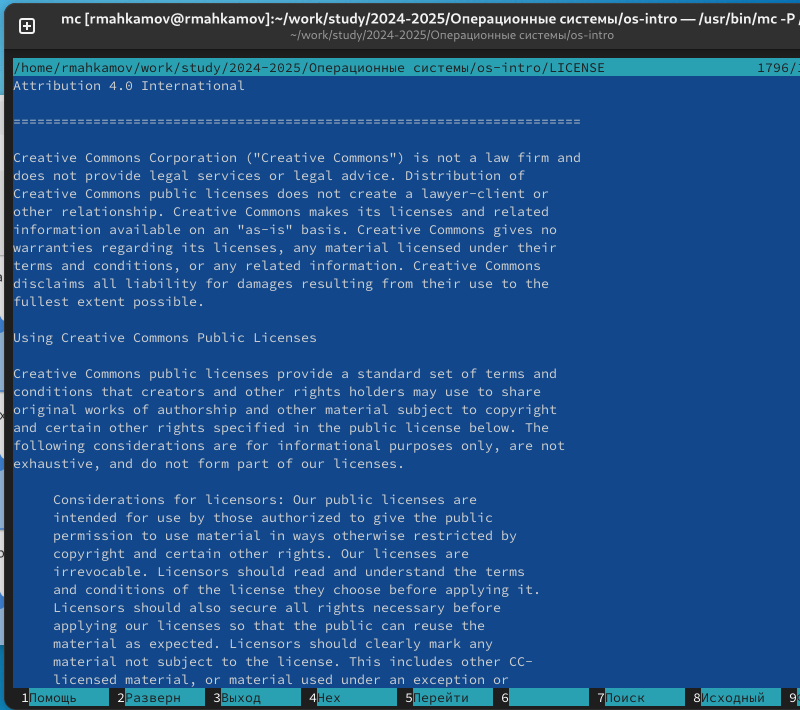 mc [rmahkamov@rmahkamov]:~/work/study/2024-2025/Операционные системы/os-intro — /usr/bin/mc -P
~/work/study/2024-2025/Операционные системы/os-intro
/home/rmahkamov/work/study/2024-2025/Операционные системы/os-intro/LICENSE 1796/
Attribution 4.0 International
=======================================================================
Creative Commons Corporation ("Creative Commons") is not a law firm and
does not provide legal services or legal advice. Distribution of
Creative Commons public licenses does not create a lawyer-client or
other relationship. Creative Commons makes its licenses and related
information available on an "as-is" basis. Creative Commons gives no
warranties regarding its licenses, any material licensed under their
terms and conditions, or any related information. Creative Commons
disclaims all liability for damages resulting from their use to the
fullest extent possible.
Using Creative Commons Public Licenses
Creative Commons public licenses provide a standard set of terms and
conditions that creators and other rights holders may use to share
original works of authorship and other material subject to copyright
and certain other rights specified in the public license below. The
following considerations are for informational purposes only, are not
exhaustive, and do not form part of our licenses.
Considerations for licensors: Our public licenses are
intended for use by those authorized to give the public
permission to use material in ways otherwise restricted by
copyright and certain other rights. Our licenses are
irrevocable. Licensors should read and understand the terms
and conditions of the license they choose before applying it.
Licensors should also secure all rights necessary before
applying our licenses so that the public can reuse the
material as expected. Licensors should clearly mark any
material not subject to the license. This includes other CC-
licensed material, or material used under an exception or
1Помощь 2Разверн 3Выход 4Hex 5Перейти 6 7Поиск 8Исходный 9